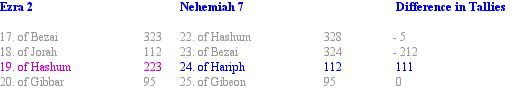 Ezra 2 Nehemiah 7 Difference in Tallies
17. of Bezai 323 22. of Hashum 328 - 5
18. of Jorah 112 23. of Bezai 324 - 212
19. of Hashum 223 24. of Hariph 112 111
20. of Gibbar 95 25. of Gibeon 95 0